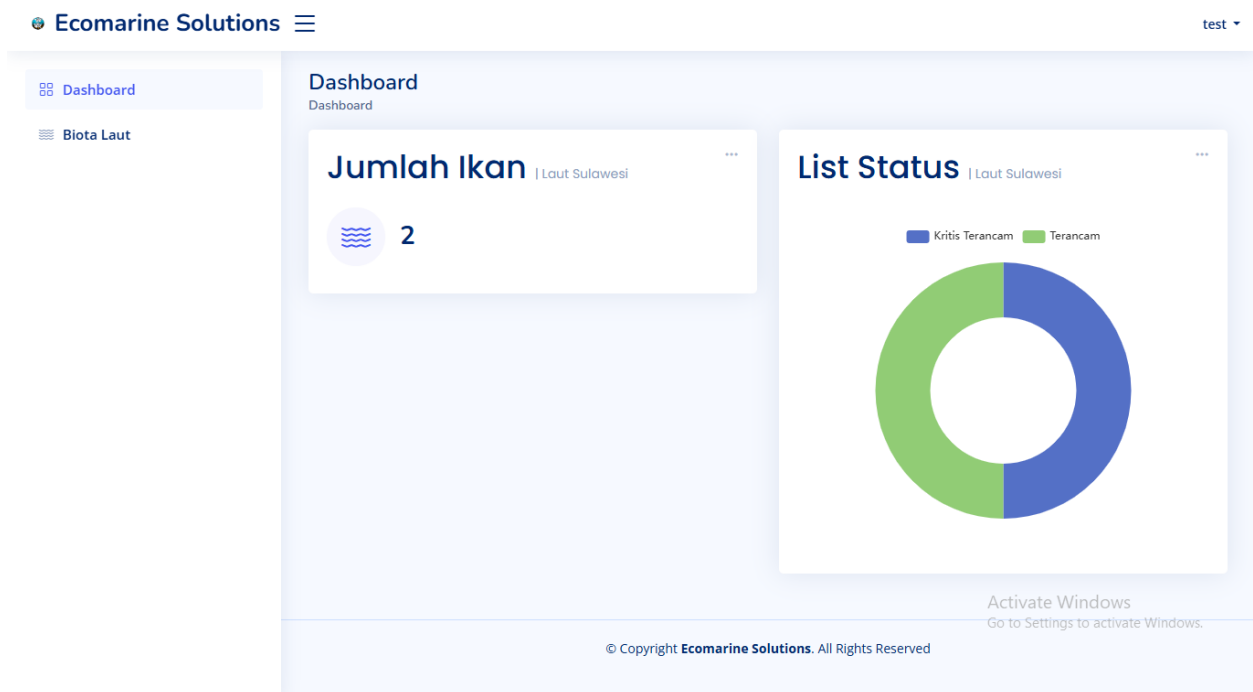 Ecomarine Solutions
test
Dashboard
Biota Laut
Dashboard
Dashboard
Jumlah Ikan | Laut Sulawesi
2
List Status | Laut Sulawesi
Kritis Terancam Terancam
Activate Windows
Go to Settings to activate Windows.
© Copyright Ecomarine Solutions. All Rights Reserved